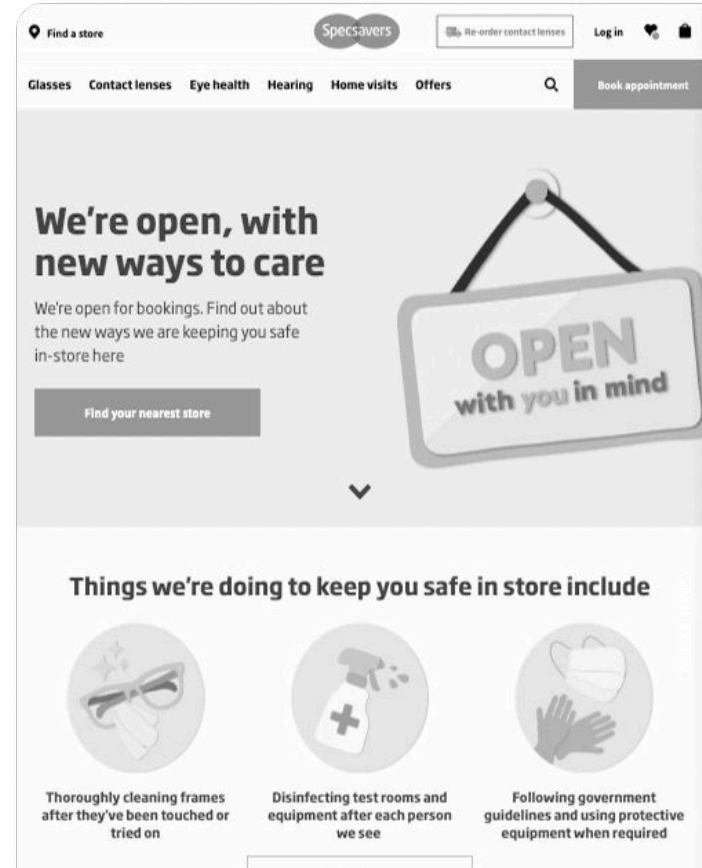 Find a store
Specsavers
Re-order contact lenses
Log in
Glasses Contact lenses Eye health Hearing Home visits Offers
Book appointment
We're open, with
new ways to care
We're open for bookings. Find out about
the new ways we are keeping you safe
in-store here
Find your nearest store
OPEN
with you in mind
Things we're doing to keep you safe in store include
Thoroughly cleaning frames
after they've been touched or
tried on
Disinfecting test rooms and
equipment after each person
we see
Following government
guidelines and using protective
equipment when required